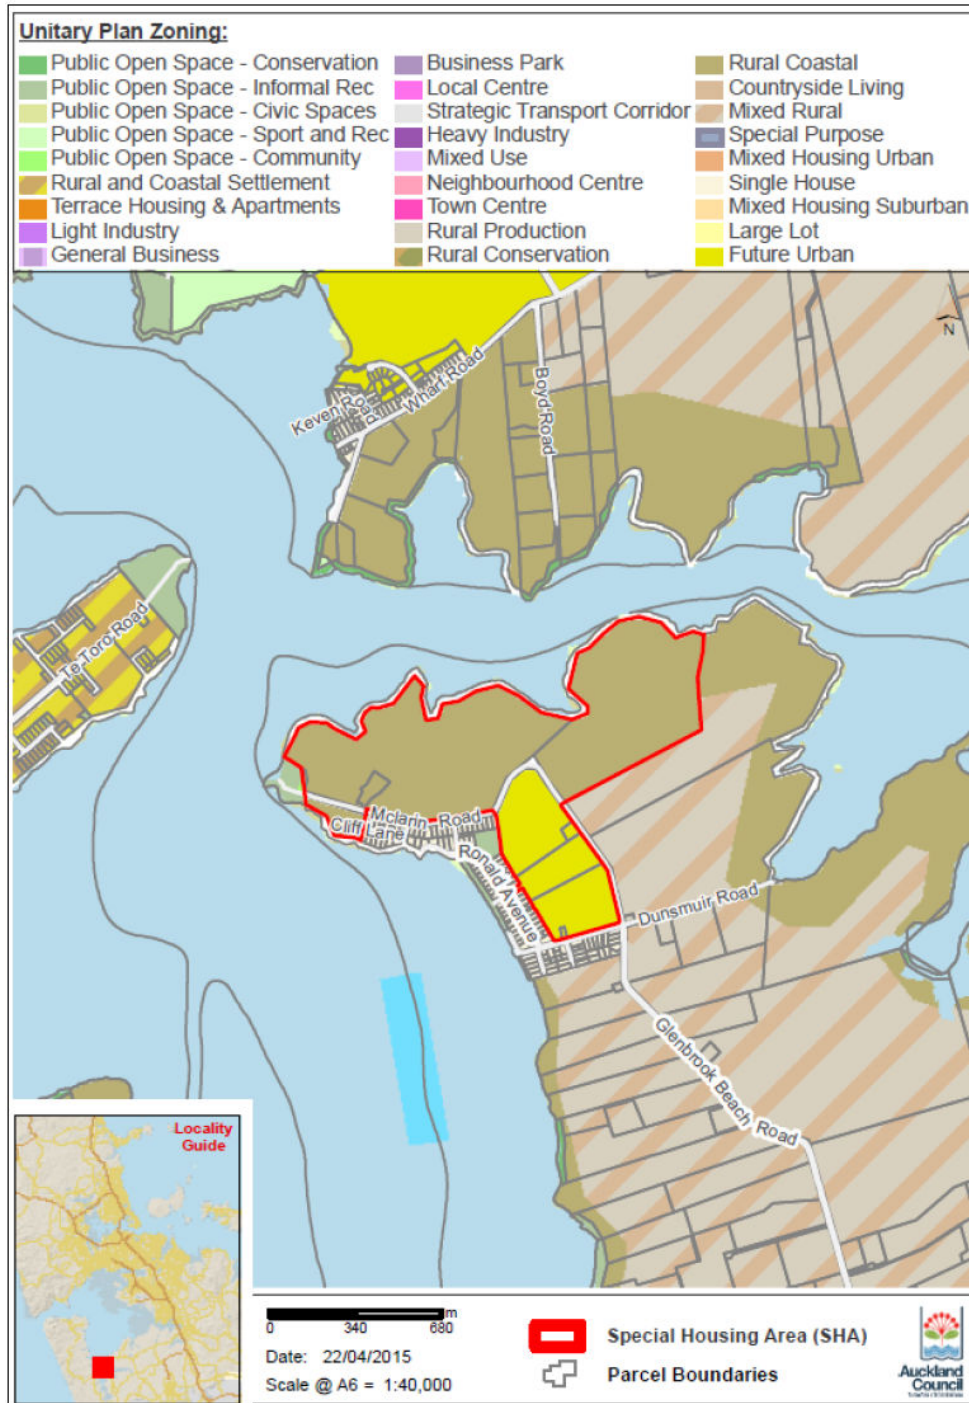 Unitary Plan Zoning:
Public Open Space - Conservation
Public Open Space - Informal Rec
Public Open Space - Civic Spaces
Public Open Space - Sport and Rec
Public Open Space - Community
Rural and Coastal Settlement
Terrace Housing & Apartments
Light Industry
General Business
Business Park
Local Centre
Strategic Transport Corridor
Heavy Industry
Mixed Use
Neighbourhood Centre
Town Centre
Rural Production
Rural Conservation
Rural Coastal
Countryside Living
Mixed Rural
Special Purpose
Mixed Housing Urban
Single House
Mixed Housing Suburban
Large Lot
Future Urban
N
Wharf Road
Boyd Road
Te Toro Road
Mclarin Road
Cliff Lane
Ronald Avenue
Dunsmuir Road
Glenbrook Beach Road
Locality
Guide
m
0 340 680
Date: 22/04/2015
Scale @ A6 = 1:40,000
Special Housing Area (SHA)
Parcel Boundaries
Auckland
Council